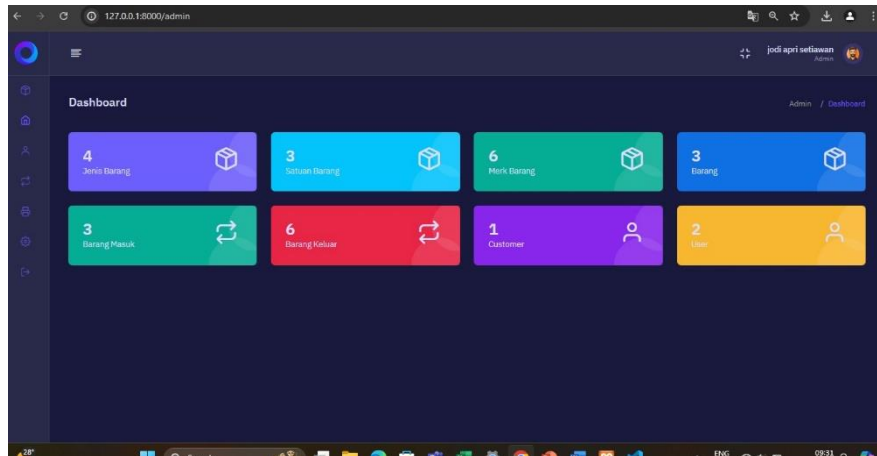 127.0.0.1:8000/admin
jodi apri setiawan
Admin
Dashboard
Admin / Dashboard
4
Jenis Barang
3
Satuan Barang
6
Merk Barang
3
Barang
3
Barang Masuk
6
Barang Keluar
1
Customer
2
User
28°
ENG
09:31